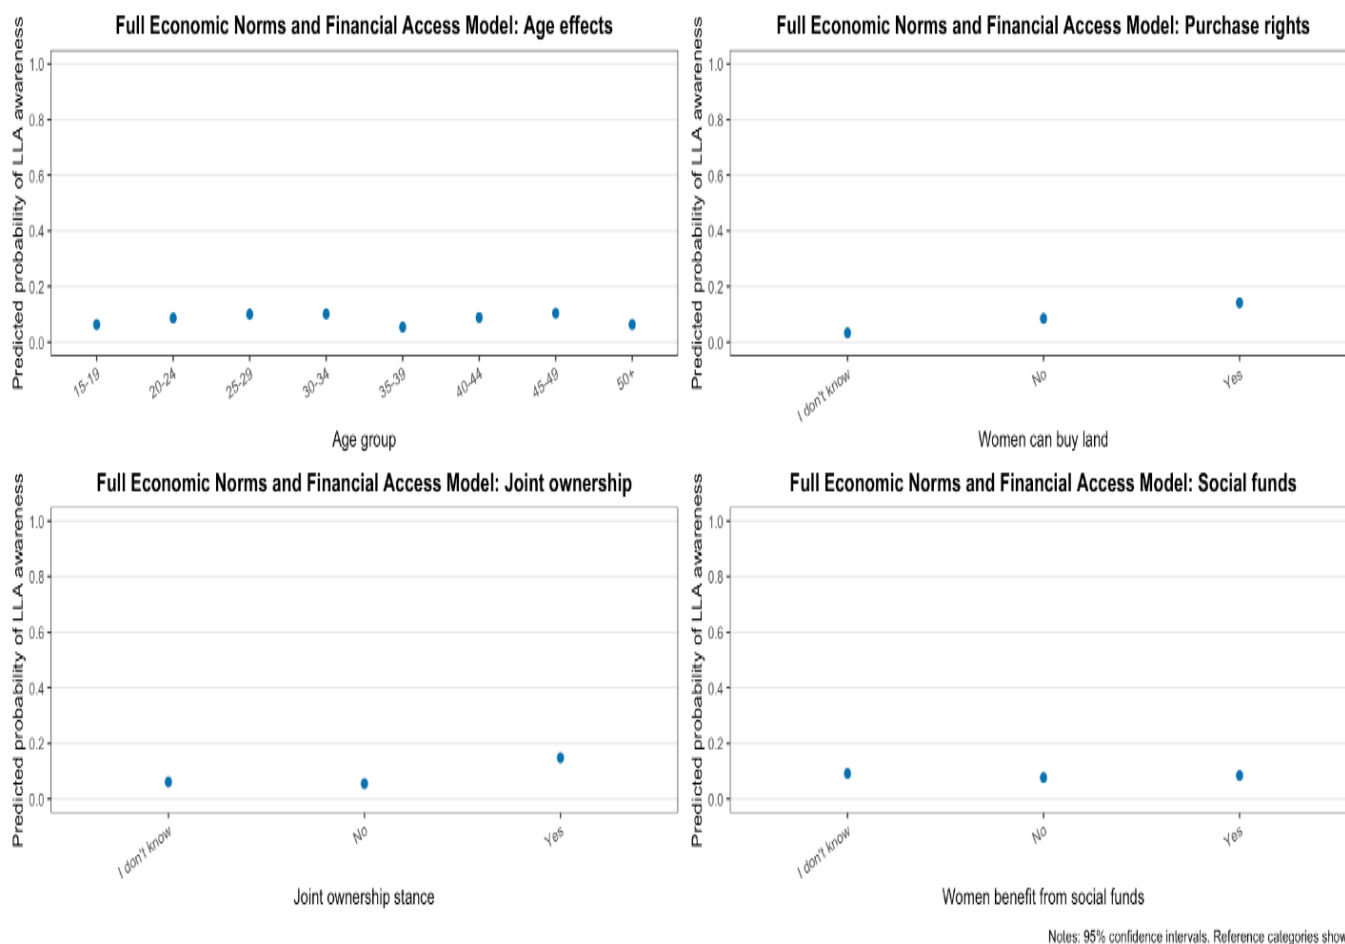 Full Economic Norms and Financial Access Model: Age effects
Predicted probability of LLA awareness
1.0
0.8
0.6
0.4
0.2
0.0
15-19
20-24
25-29
30-34
35-39
40-44
45-49
50+
Age group
Full Economic Norms and Financial Access Model: Purchase rights
Predicted probability of LLA awareness
1.0
0.8
0.6
0.4
0.2
0.0
I don't know
No
Yes
Women can buy land
Full Economic Norms and Financial Access Model: Joint ownership
Predicted probability of LLA awareness
1.0
0.8
0.6
0.4
0.2
0.0
I don't know
No
Yes
Joint ownership stance
Full Economic Norms and Financial Access Model: Social funds
Predicted probability of LLA awareness
1.0
0.8
0.6
0.4
0.2
0.0
I don't know
No
Yes
Women benefit from social funds
Notes: 95% confidence intervals. Reference categories show